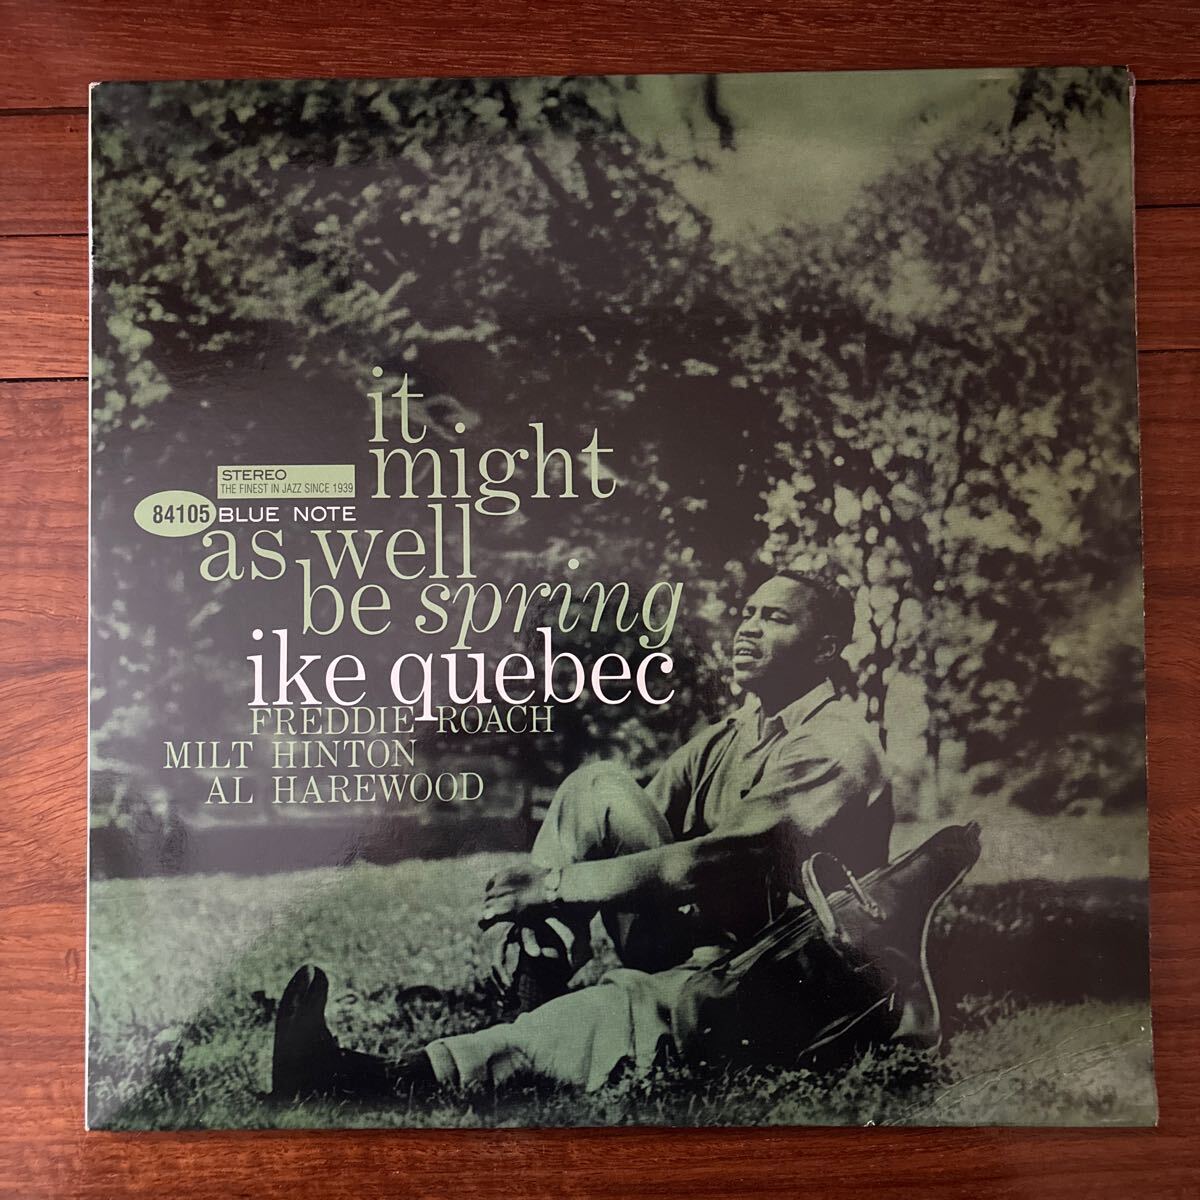 it
might
STEREO
THE FINEST IN JAZZ SINCE 1939
84105 BLUE NOTE
as well
be spring
ike quebec
FREDDIE ROACH
MILT HINTON
AL HAREWOOD